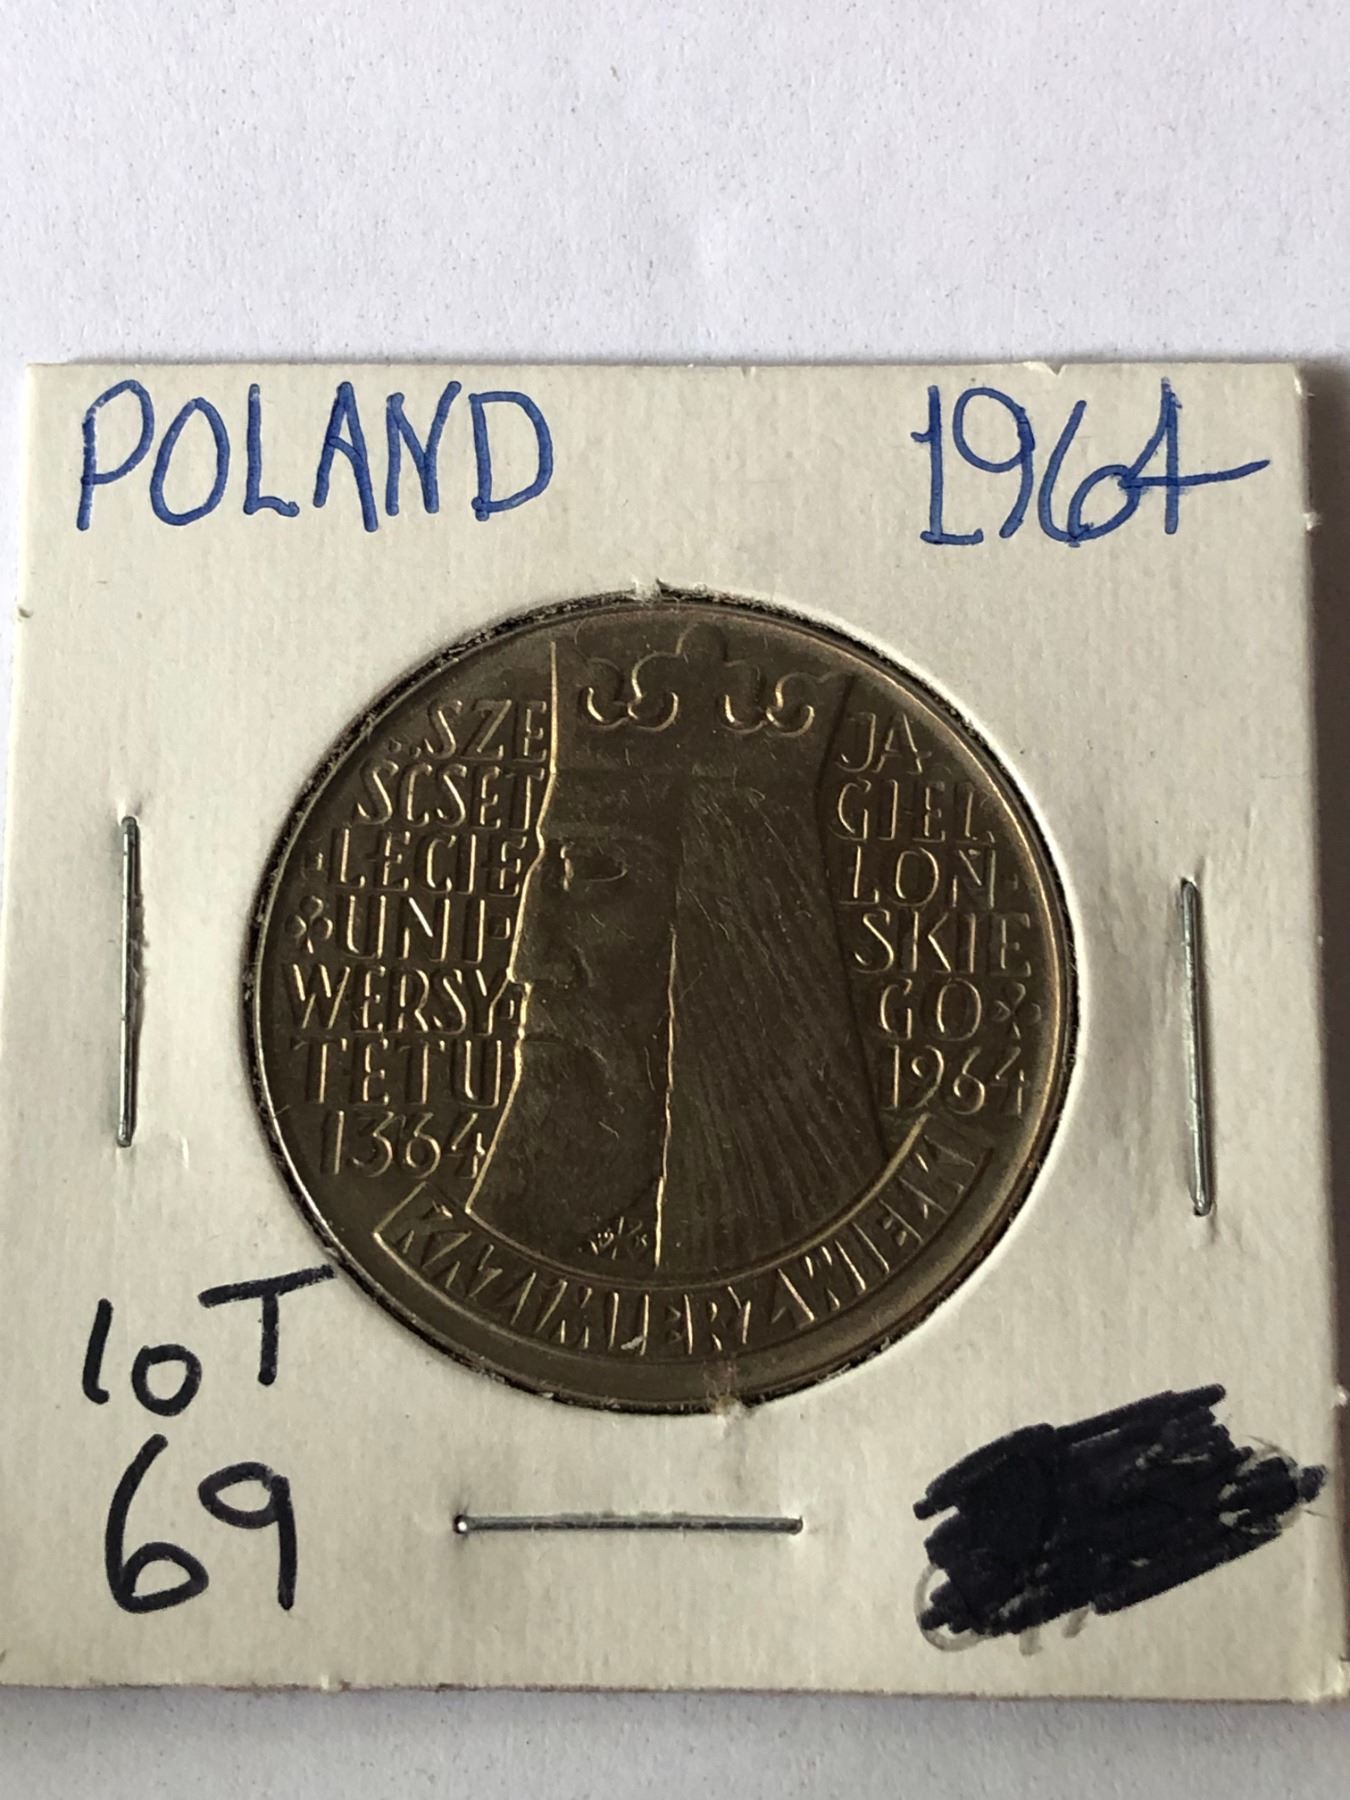 POLAND 1964
SZE
ŚCSET
LECIE
UNI
WERSY
TETU
1364
JA
GIEL
LOŃ
SKIE
GO
1964
KAZIMIERZ WIELKI
LOT
69